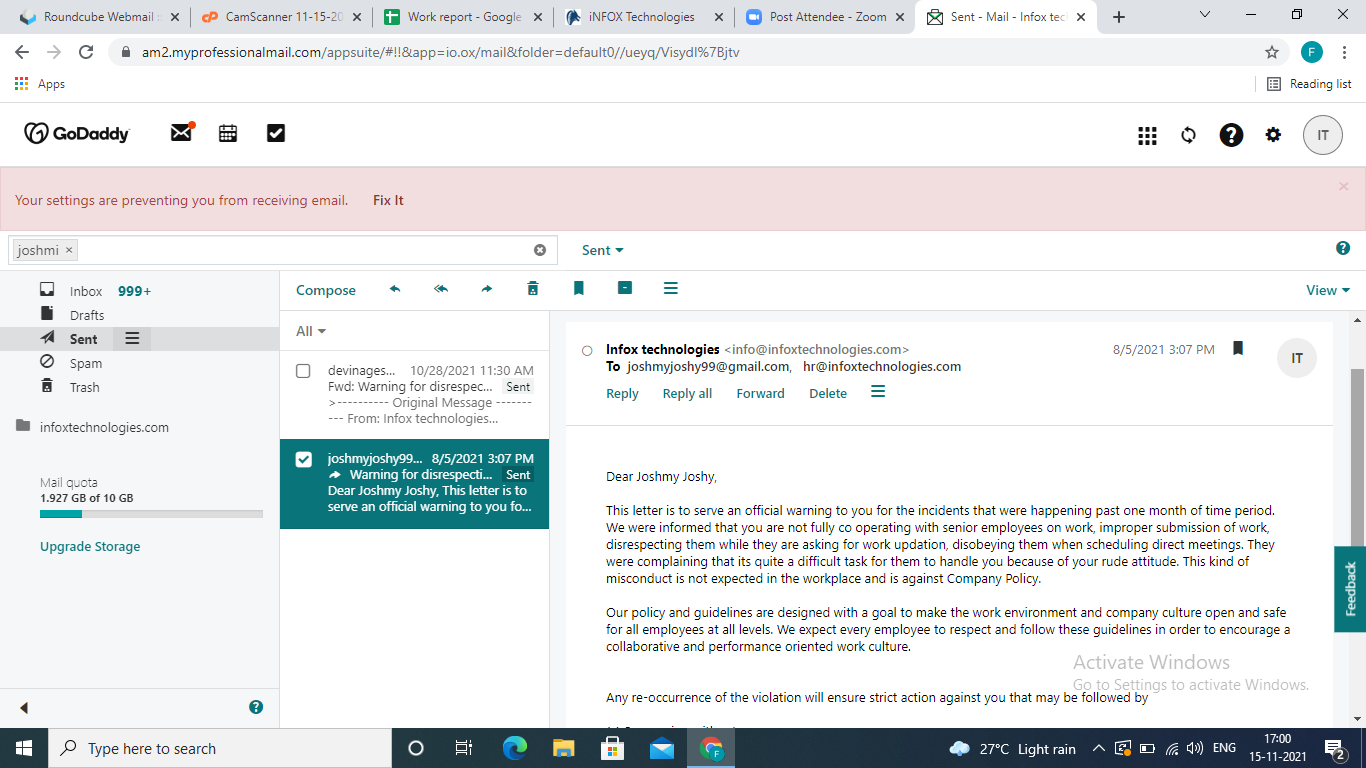 Roundcube Webmail :
CamScanner 11-15-20
Work report - Google
iNFOX Technologies
Post Attendee - Zoom
Sent - Mail - Infox tec
am2.myprofessionalmail.com/appsuite/#!!&app=io.ox/mail&folder=default0//ueyq/Visydl%7Bjtv
F
Apps
Reading list
GoDaddy
IT
Your settings are preventing you from receiving email. Fix It
joshmi ×
Sent
Inbox 999+
Drafts
Sent
Spam
Trash
infoxtechnologies.com
Mail quota
1.927 GB of 10 GB
Upgrade Storage
Compose
View
All
devinages... 10/28/2021 11:30 AM
Fwd: Warning for disrespec... Sent
>---------- Original Message -------
--- From: Infox technologies...
joshmyjoshy99... 8/5/2021 3:07 PM
Warning for disrespecti... Sent
Dear Joshmy Joshy, This letter is to
serve an official warning to you fo...
Infox technologies <info@infoxtechnologies.com>
8/5/2021 3:07 PM
IT
To joshmyjoshy99@gmail.com, hr@infoxtechnologies.com
Reply Reply all Forward Delete
Dear Joshmy Joshy,
This letter is to serve an official warning to you for the incidents that were happening past one month of time period.
We were informed that you are not fully co operating with senior employees on work, improper submission of work,
disrespecting them while they are asking for work updation, disobeying them when scheduling direct meetings. They
were complaining that its quite a difficult task for them to handle you because of your rude attitude. This kind of
misconduct is not expected in the workplace and is against Company Policy.
Our policy and guidelines are designed with a goal to make the work environment and company culture open and safe
for all employees at all levels. We expect every employee to respect and follow these guidelines in order to encourage a
collaborative and performance oriented work culture.
Any re-occurrence of the violation will ensure strict action against you that may be followed by
Feedback
Activate Windows
Go to Settings to activate Windows.
Type here to search
27°C Light rain
ENG
17:00
15-11-2021
2